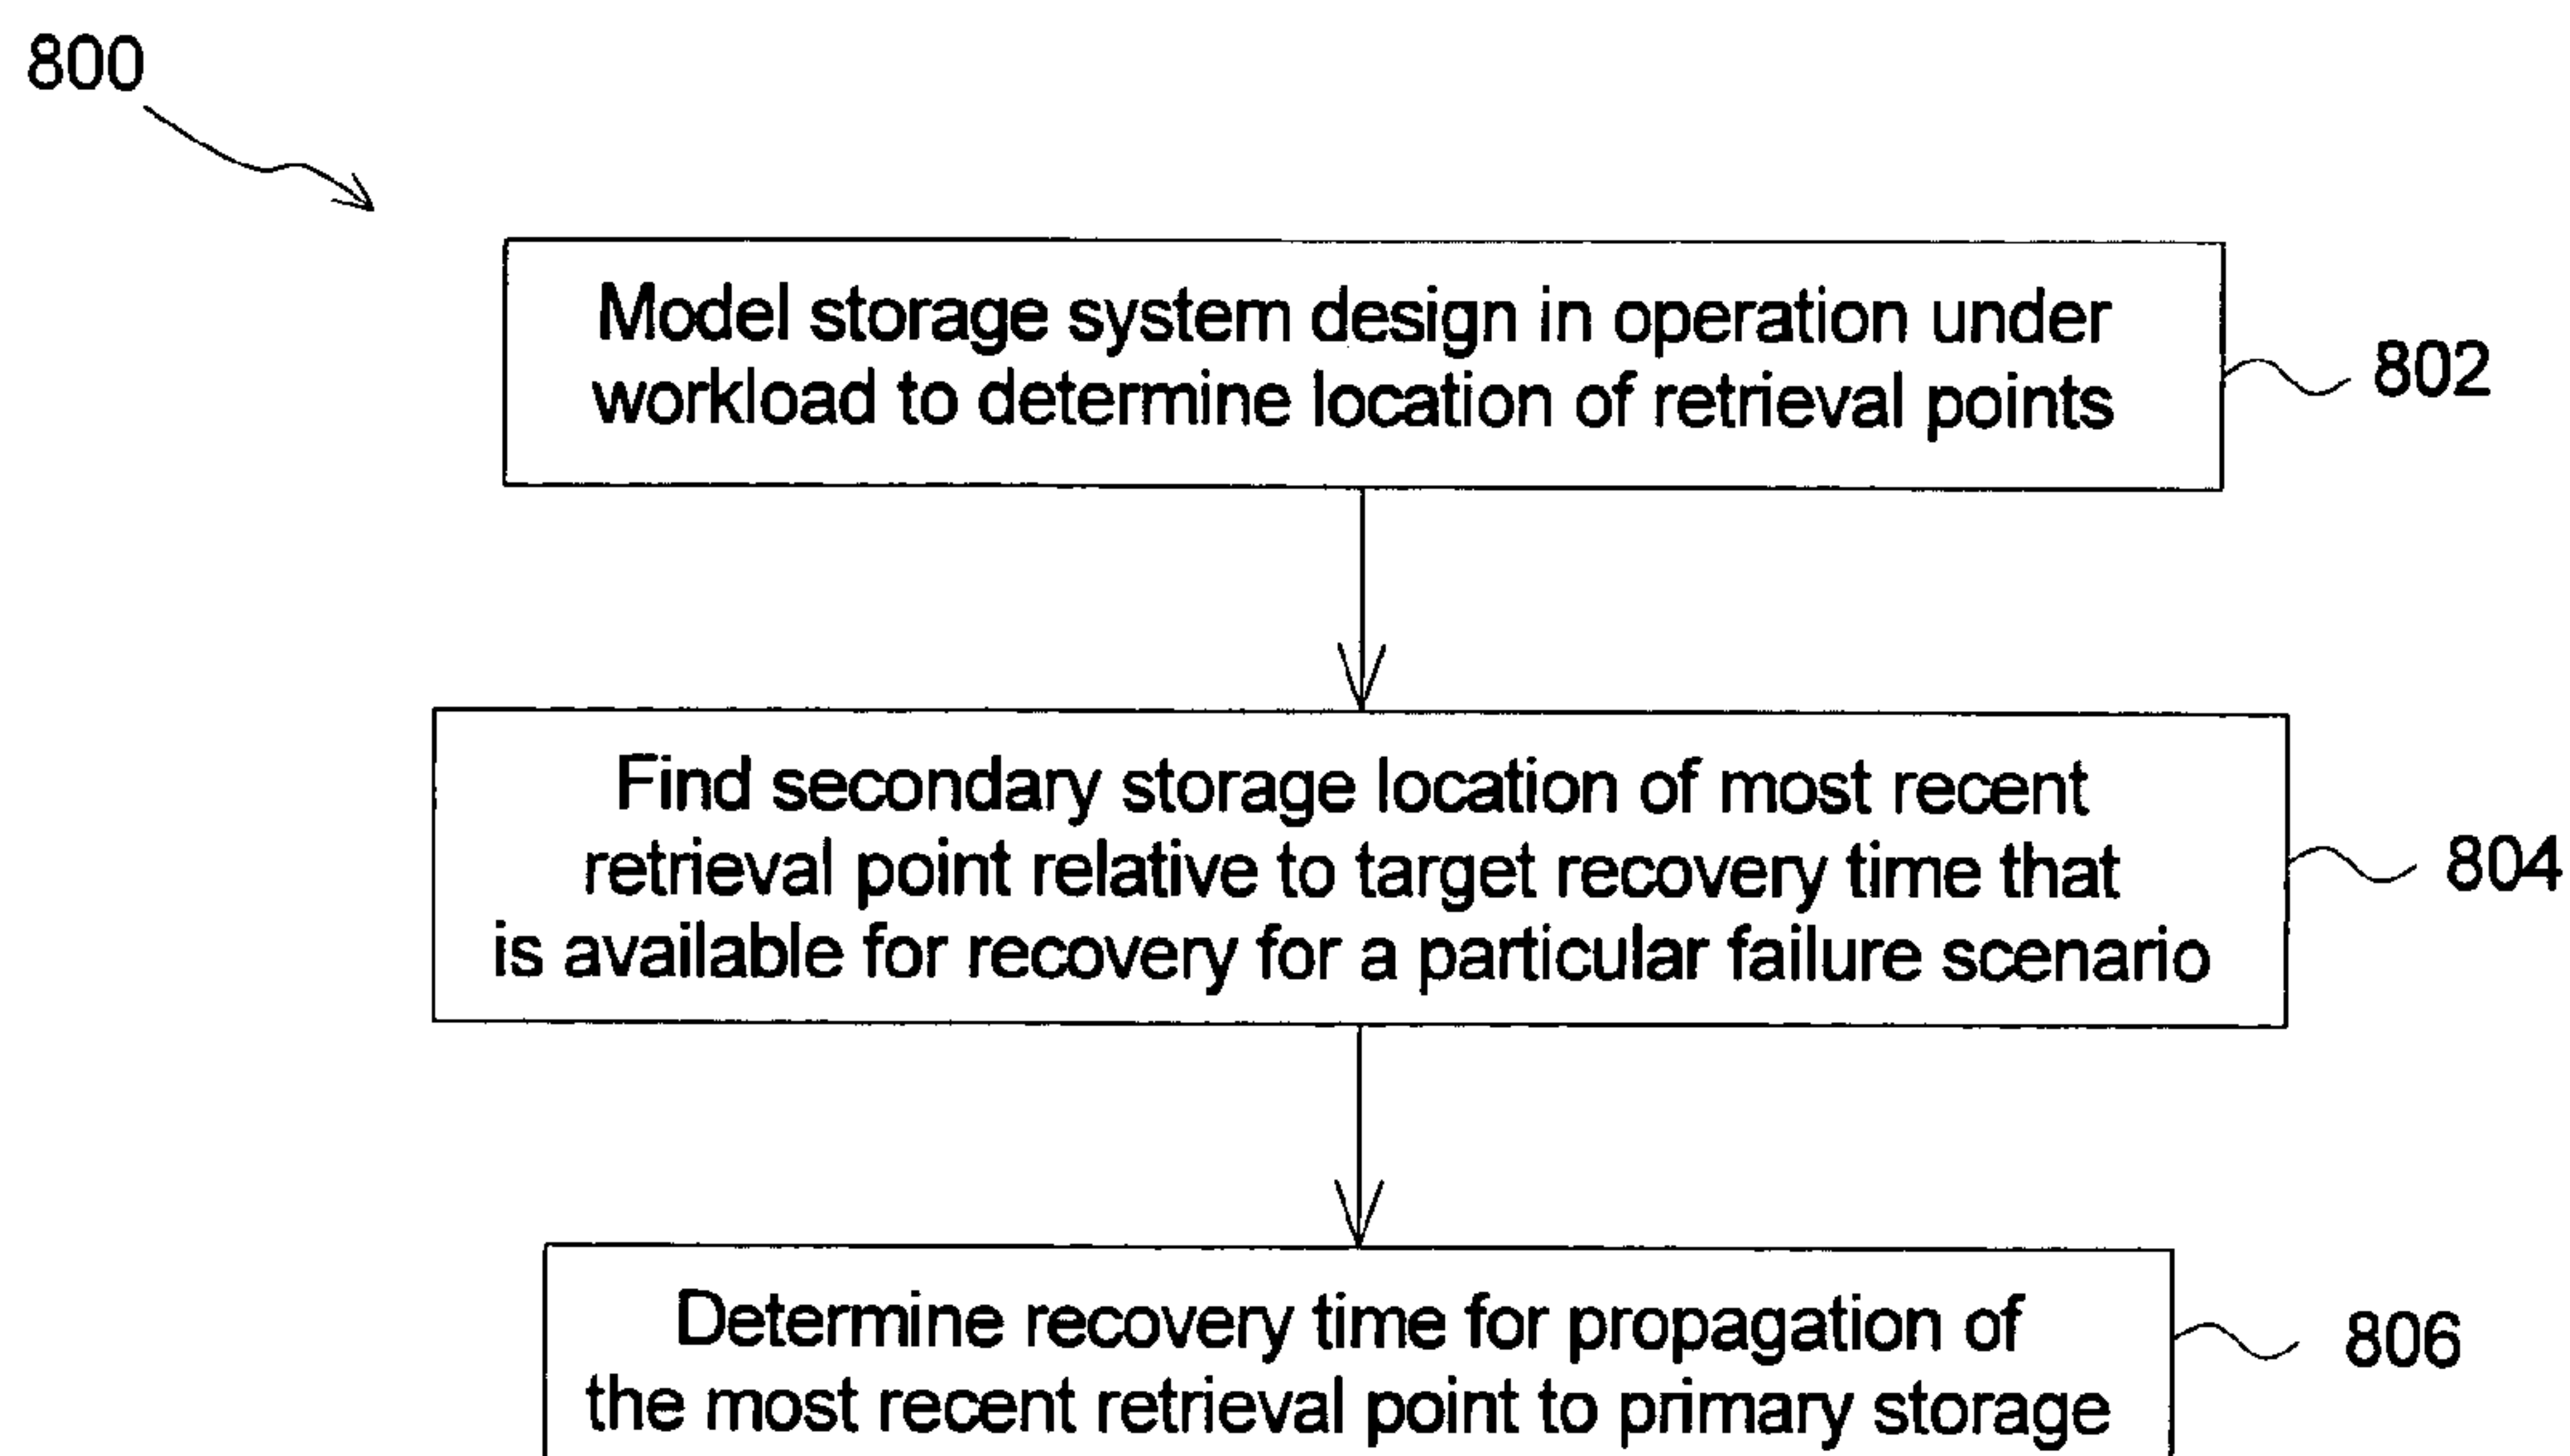 800
Model storage system design in operation under
workload to determine location of retrieval points
802
Find secondary storage location of most recent
retrieval point relative to target recovery time that
is available for recovery for a particular failure scenario
804
Determine recovery time for propagation of
the most recent retrieval point to primary storage
806